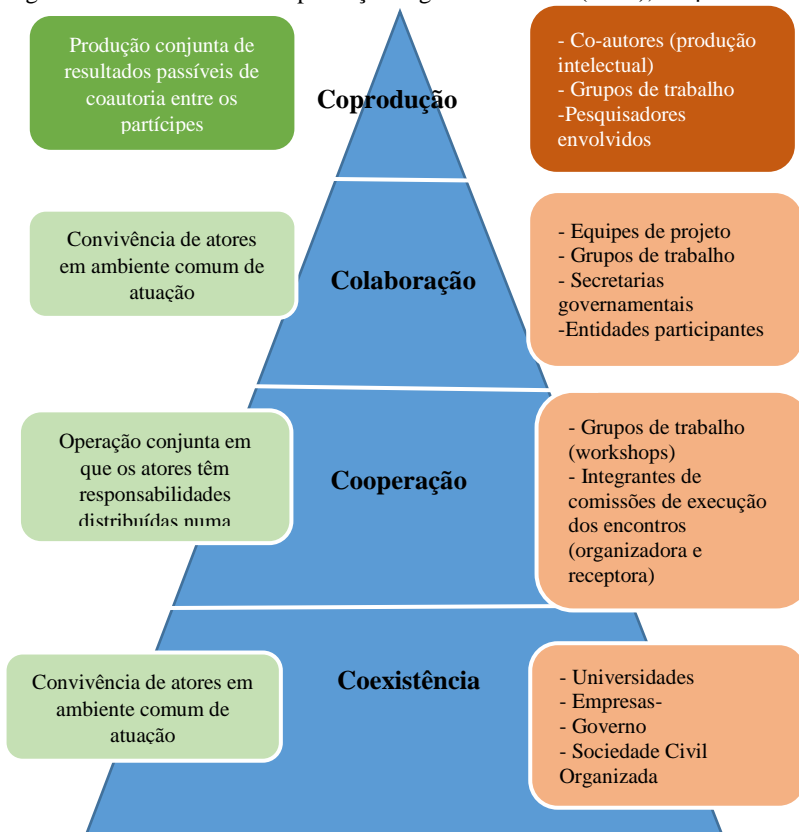 Produção conjunta de
resultados passíveis de
coautoria entre os
partícipes
Coprodução
- Co-autores (produção
intelectual)
- Grupos de trabalho
-Pesquisadores
envolvidos
Convivência de atores
em ambiente comum de
atuação
Colaboração
- Equipes de projeto
- Grupos de trabalho
- Secretarias
governamentais
-Entidades participantes
Operação conjunta em
que os atores têm
responsabilidades
distribuídas numa
Cooperação
- Grupos de trabalho
(workshops)
- Integrantes de
comissões de execução
dos encontros
(organizadora e
receptora)
Convivência de atores em
ambiente comum de
atuação
Coexistência
- Universidades
- Empresas-
- Governo
- Sociedade Civil
Organizada